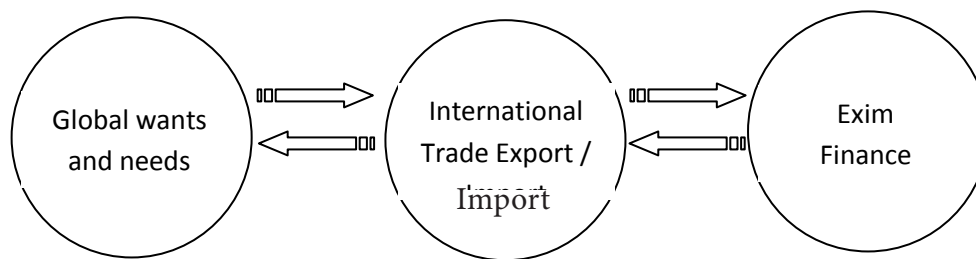 Global wants
and needs
International
Trade Export /
Import
Exim
Finance